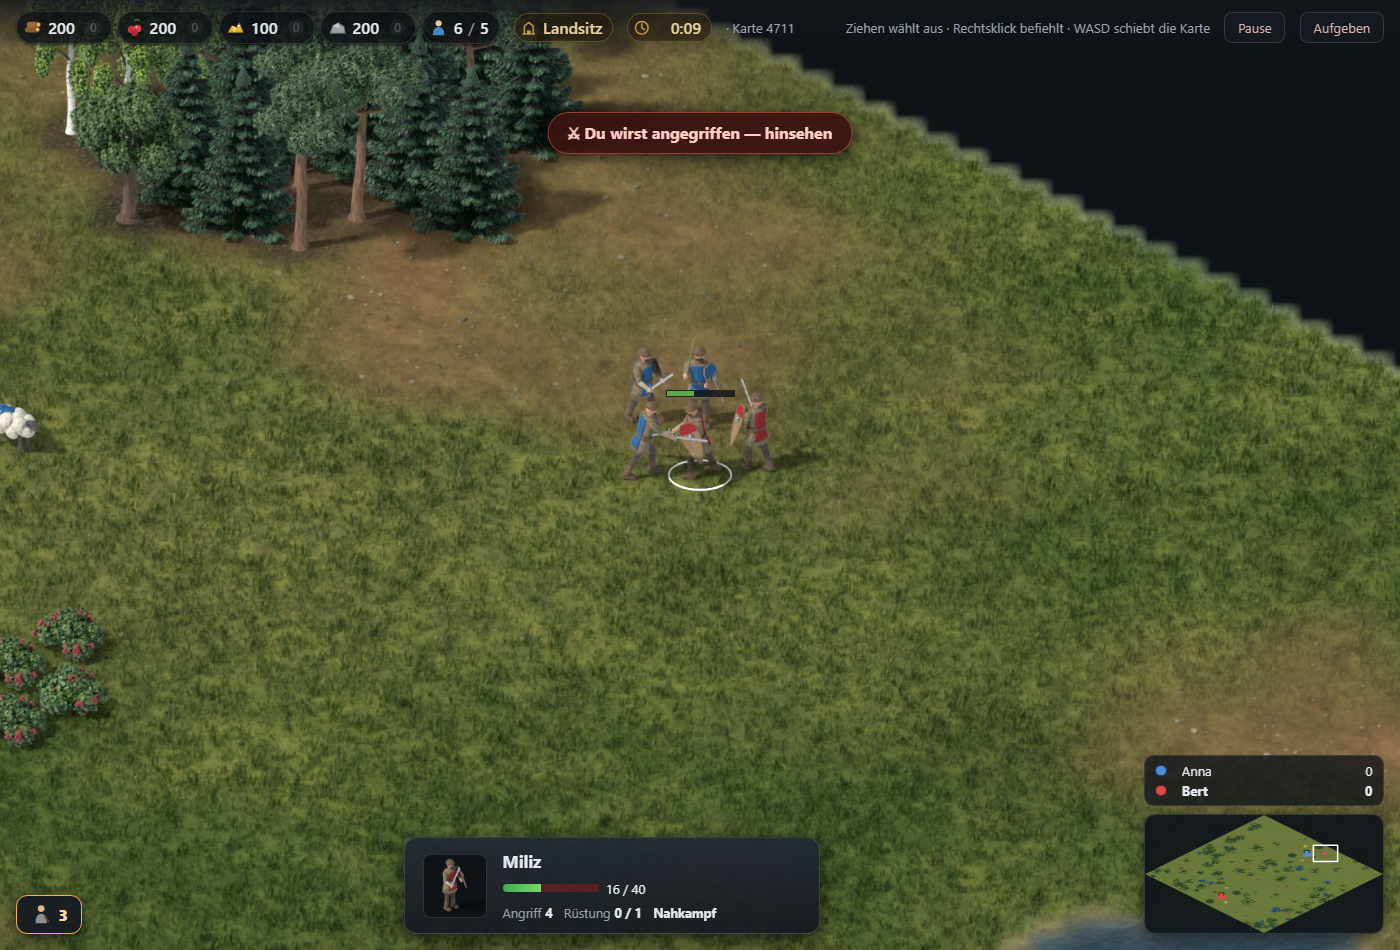 200 0 200 0 100 0 200 0 6 / 5 Landsitz 0:09 · Karte 4711 Ziehen wählt aus · Rechtsklick befiehlt · WASD schiebt die Karte Pause Aufgeben
⚔ Du wirst angegriffen — hinsehen
Anna 0
Bert 0
Miliz
16 / 40
Angriff 4 Rüstung 0 / 1 Nahkampf
3